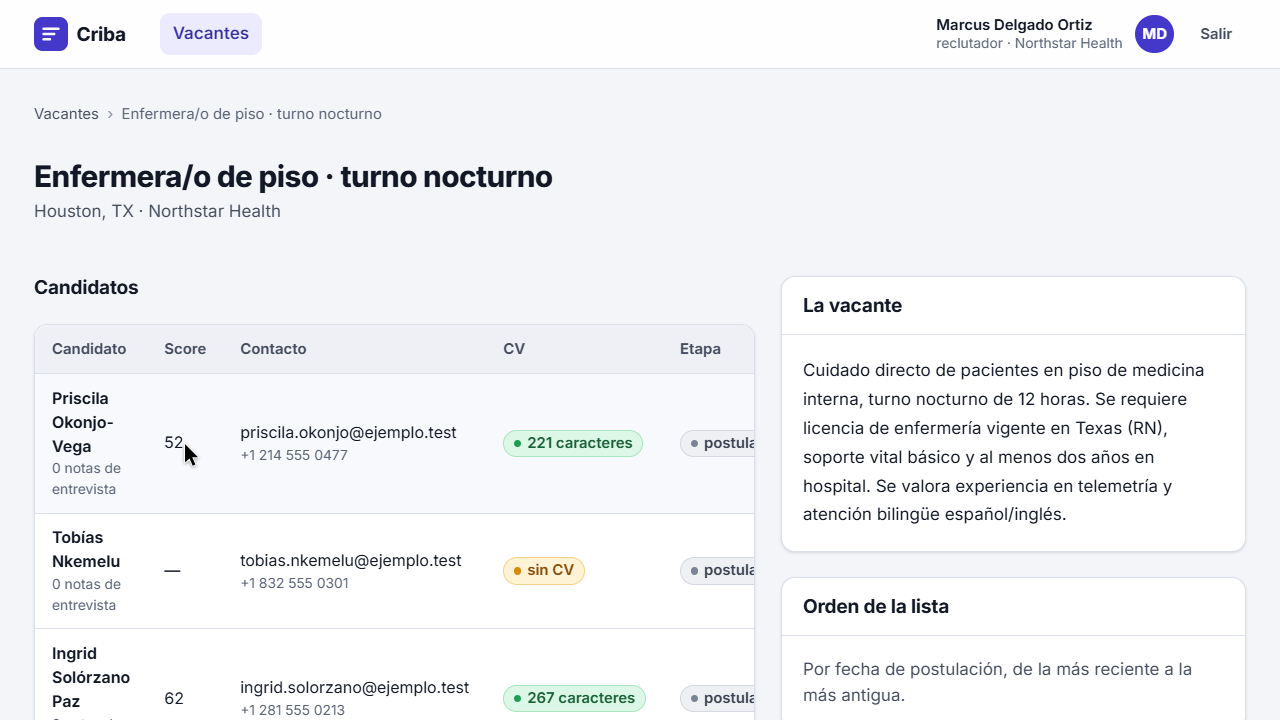 Criba
Vacantes
Marcus Delgado Ortiz
reclutador · Northstar Health
MD
Salir
Vacantes › Enfermera/o de piso · turno nocturno
Enfermera/o de piso · turno nocturno
Houston, TX · Northstar Health
Candidatos
Candidato Score Contacto CV Etapa
Priscila
Okonjo-
Vega
0 notas de
entrevista
52
priscila.okonjo@ejemplo.test
+1 214 555 0477
221 caracteres
postula
Tobías
Nkemelu
0 notas de
entrevista
—
tobias.nkemelu@ejemplo.test
+1 832 555 0301
sin CV
postula
Ingrid
Solórzano
Paz
62
ingrid.solorzano@ejemplo.test
+1 281 555 0213
267 caracteres
postula
La vacante
Cuidado directo de pacientes en piso de medicina
interna, turno nocturno de 12 horas. Se requiere
licencia de enfermería vigente en Texas (RN),
soporte vital básico y al menos dos años en
hospital. Se valora experiencia en telemetría y
atención bilingüe español/inglés.
Orden de la lista
Por fecha de postulación, de la más reciente a la
más antigua.